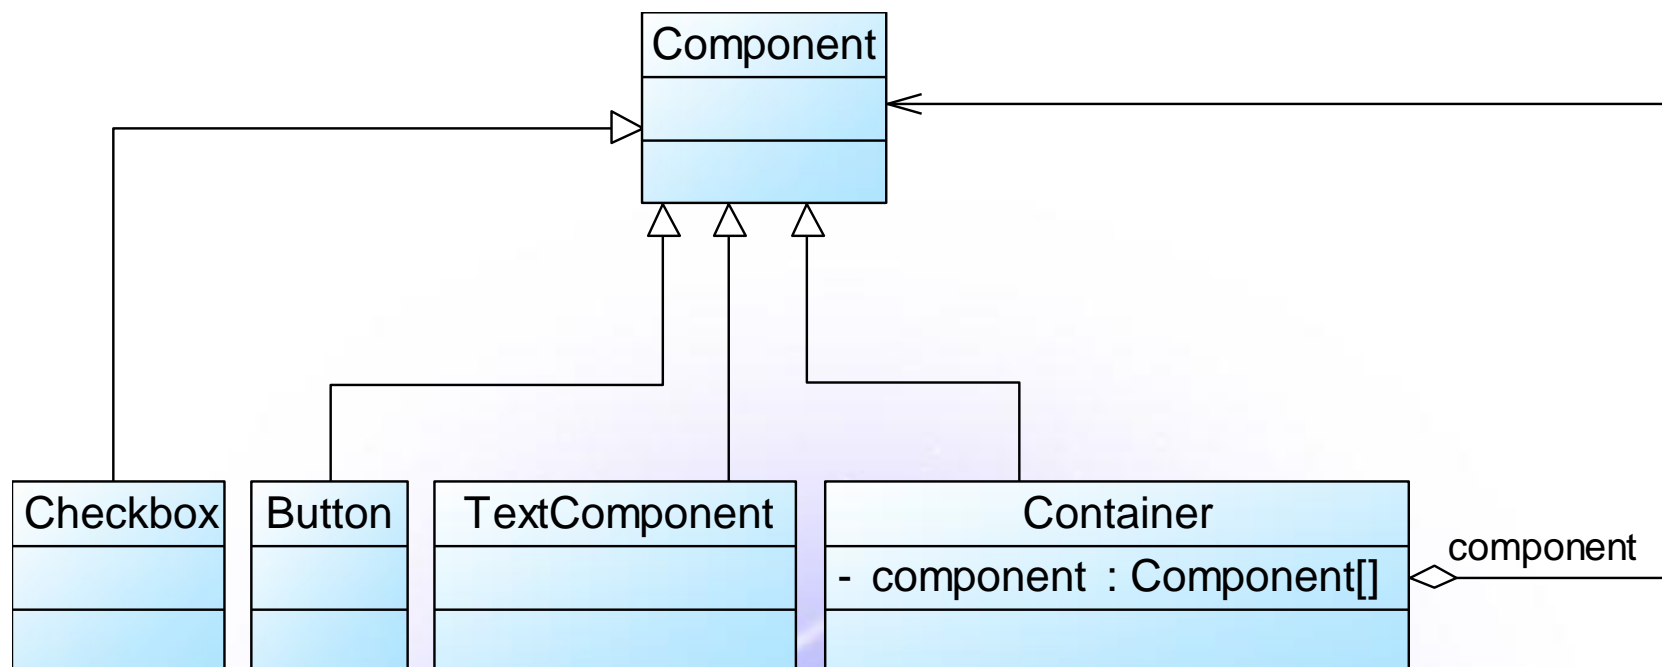 Component
Checkbox
Button
TextComponent
Container
- component : Component[]
component